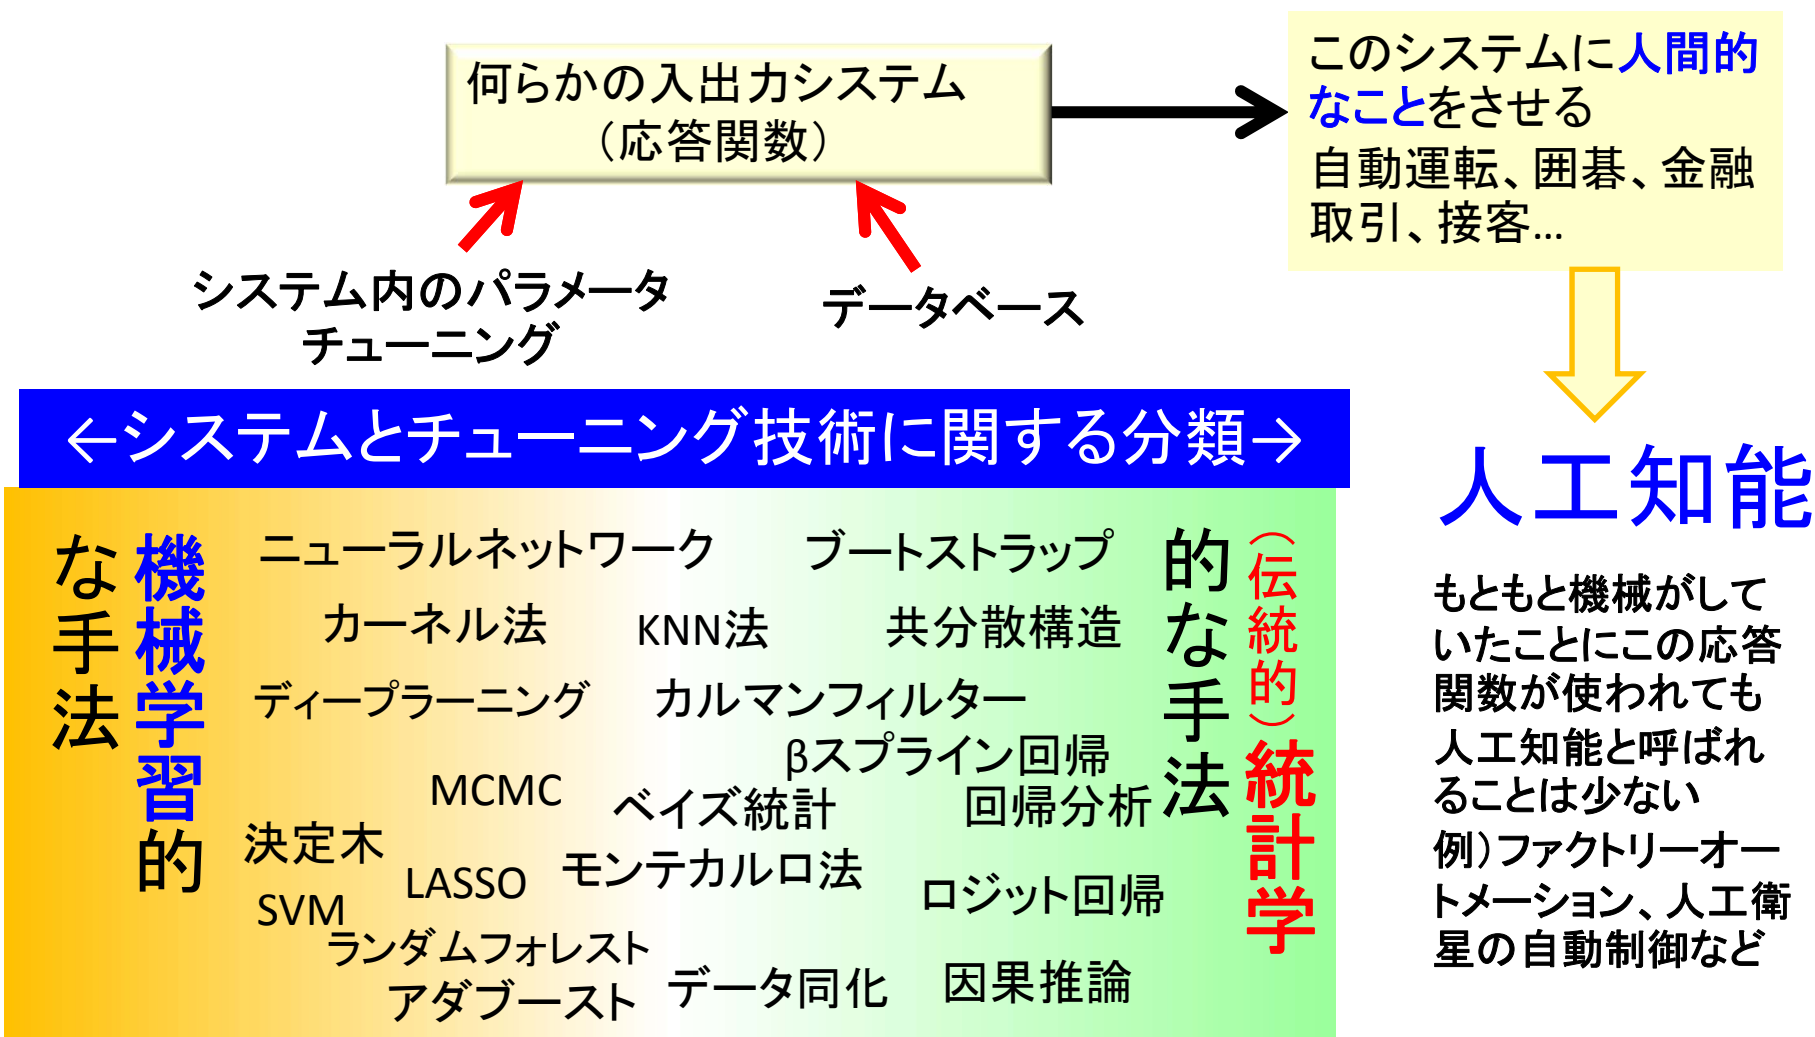 何らかの入出力システム
（応答関数）
このシステムに人間的
なことをさせる
自動運転、囲碁、金融
取引、接客…
システム内のパラメータ
チューニング
データベース
←システムとチューニング技術に関する分類→
人工知能
もともと機械がして
いたことにこの応答
関数が使われても
人工知能と呼ばれ
ることは少ない
例）ファクトリーオー
トメーション、人工衛
星の自動制御など
機械学習的
な手法
ニューラルネットワーク
ブートストラップ
カーネル法
KNN法
共分散構造
ディープラーニング
カルマンフィルター
βスプライン回帰
MCMC
ベイズ統計
回帰分析
決定木
モンテカルロ法
LASSO
ロジット回帰
SVM
ランダムフォレスト
アダブースト
データ同化
因果推論
（伝統的）統計学
的な手法